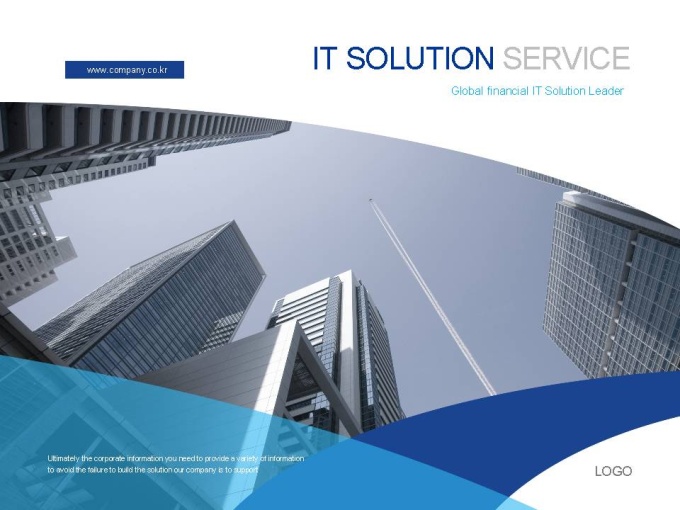 IT SOLUTION SERVICE
www.company.co.kr
Global financial IT Solution Leader
Ultimately the corporate information you need to provide a variety of information
to avoid the failure to build the solution our company is to support
LOGO